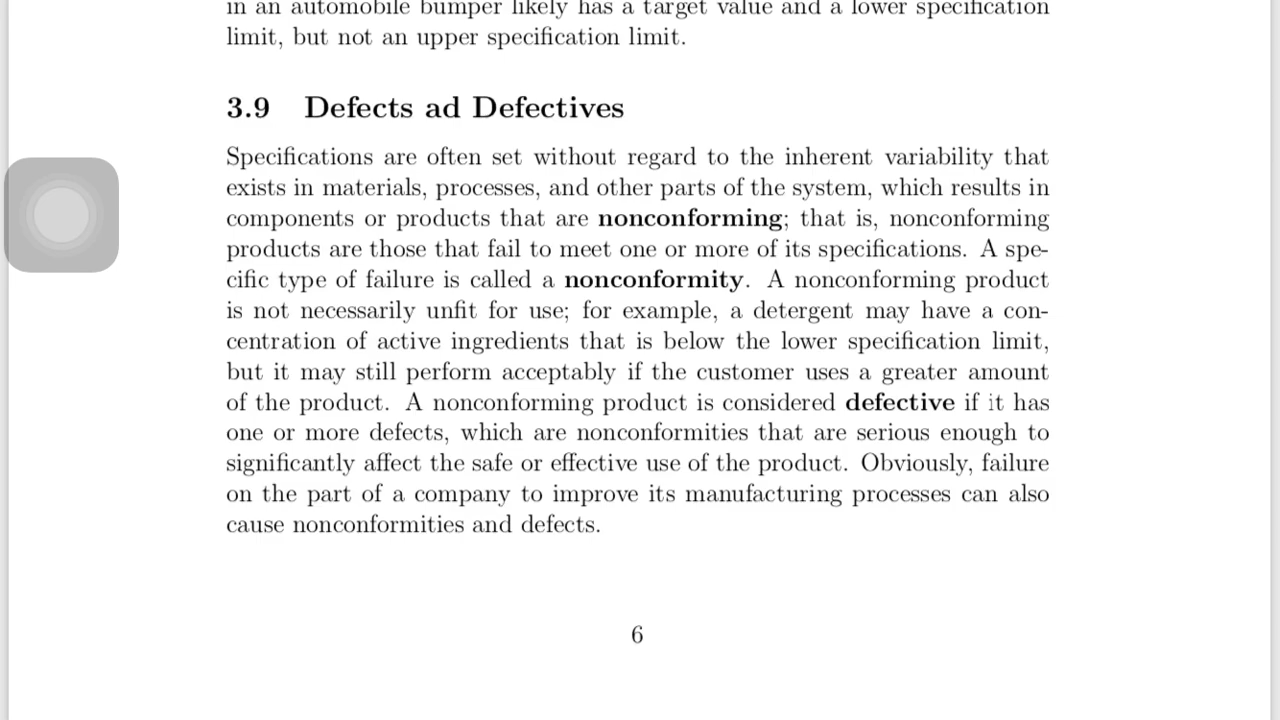 in an automobile bumper likely has a target value and a lower specification
limit, but not an upper specification limit.
3.9 Defects ad Defectives
Specifications are often set without regard to the inherent variability that
exists in materials, processes, and other parts of the system, which results in
components or products that are nonconforming; that is, nonconforming
products are those that fail to meet one or more of its specifications. A spe-
cific type of failure is called a nonconformity. A nonconforming product
is not necessarily unfit for use; for example, a detergent may have a con-
centration of active ingredients that is below the lower specification limit,
but it may still perform acceptably if the customer uses a greater amount
of the product. A nonconforming product is considered defective if it has
one or more defects, which are nonconformities that are serious enough to
significantly affect the safe or effective use of the product. Obviously, failure
on the part of a company to improve its manufacturing processes can also
cause nonconformities and defects.
6